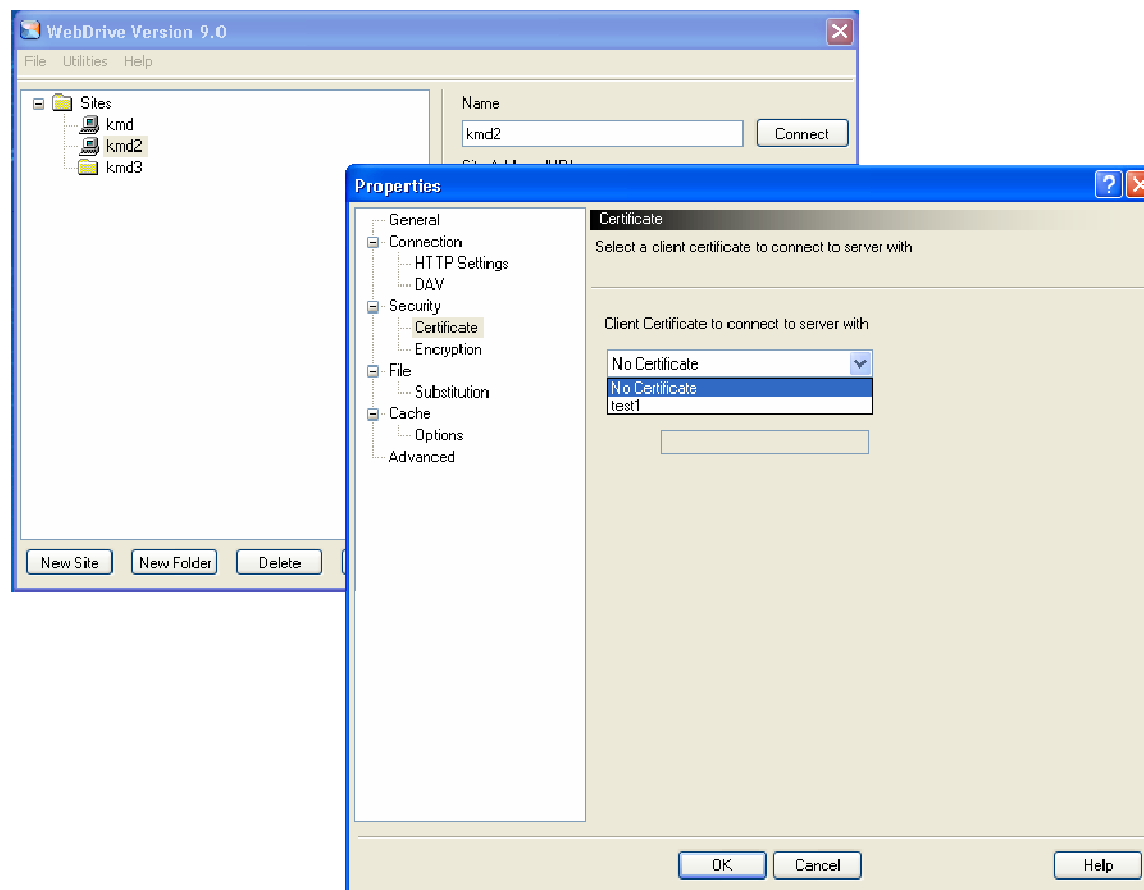 WebDrive Version 9.0
File Utilities Help
Sites
kmd
kmd2
kmd3
Name
kmd2
Connect
New Site
New Folder
Delete
Properties
General
Connection
HTTP Settings
DAV
Security
Certificate
Encryption
File
Substitution
Cache
Options
Advanced
Certificate
Select a client certificate to connect to server with
Client Certificate to connect to server with
No Certificate
No Certificate
test1
OK
Cancel
Help